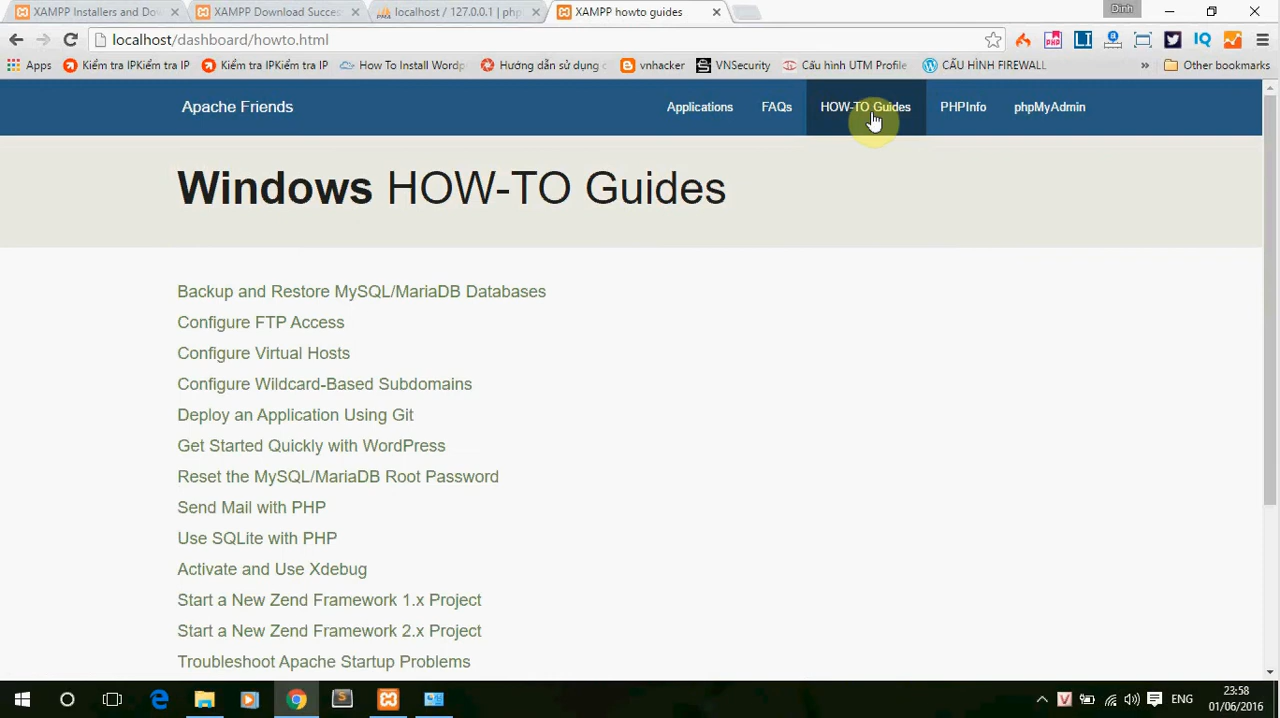 XAMPP Installers and Dow
XAMPP Download Success
localhost / 127.0.0.1 | php
XAMPP howto guides
Dinh
localhost/dashboard/howto.html
Apps
Kiểm tra IPKiểm tra IP
Kiểm tra IPKiểm tra IP
How To Install Wordp
Hướng dẫn sử dụng
vnhacker
VNSecurity
Cấu hình UTM Profile
CẤU HÌNH FIREWALL
»
Other bookmarks
Apache Friends
Applications
FAQs
HOW-TO Guides
PHPInfo
phpMyAdmin
Windows HOW-TO Guides
Backup and Restore MySQL/MariaDB Databases
Configure FTP Access
Configure Virtual Hosts
Configure Wildcard-Based Subdomains
Deploy an Application Using Git
Get Started Quickly with WordPress
Reset the MySQL/MariaDB Root Password
Send Mail with PHP
Use SQLite with PHP
Activate and Use Xdebug
Start a New Zend Framework 1.x Project
Start a New Zend Framework 2.x Project
Troubleshoot Apache Startup Problems
ENG
23:58
01/06/2016